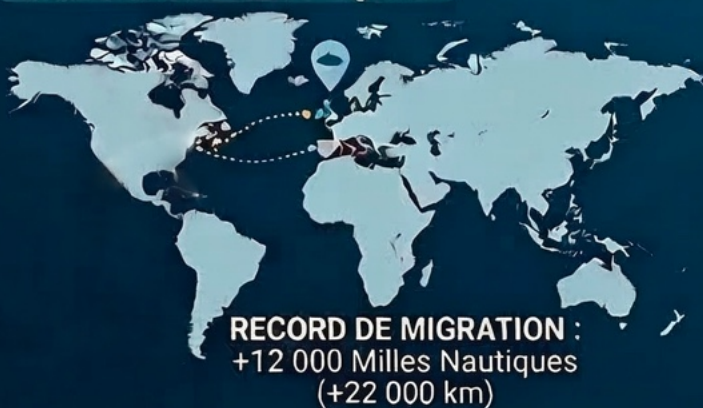 RECORD DE MIGRATION :
+12 000 Milles Nautiques
(+22 000 km)